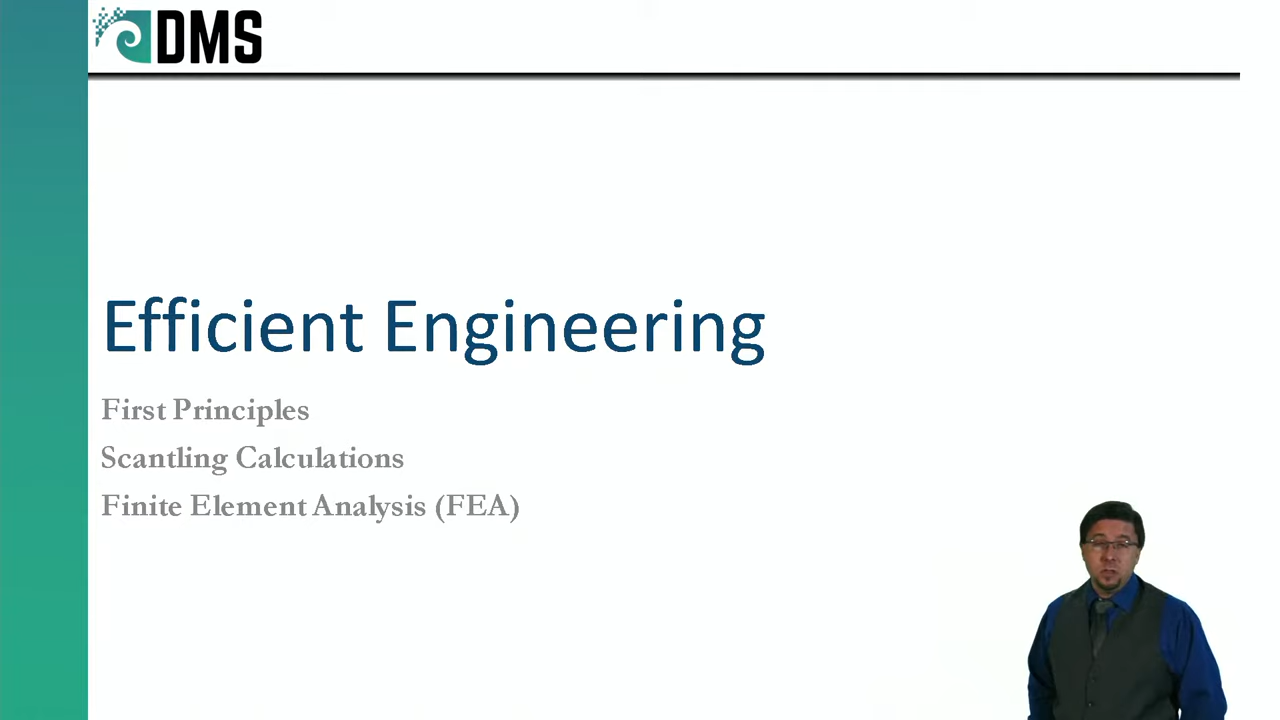 DMS
Efficient Engineering
First Principles
Scantling Calculations
Finite Element Analysis (FEA)